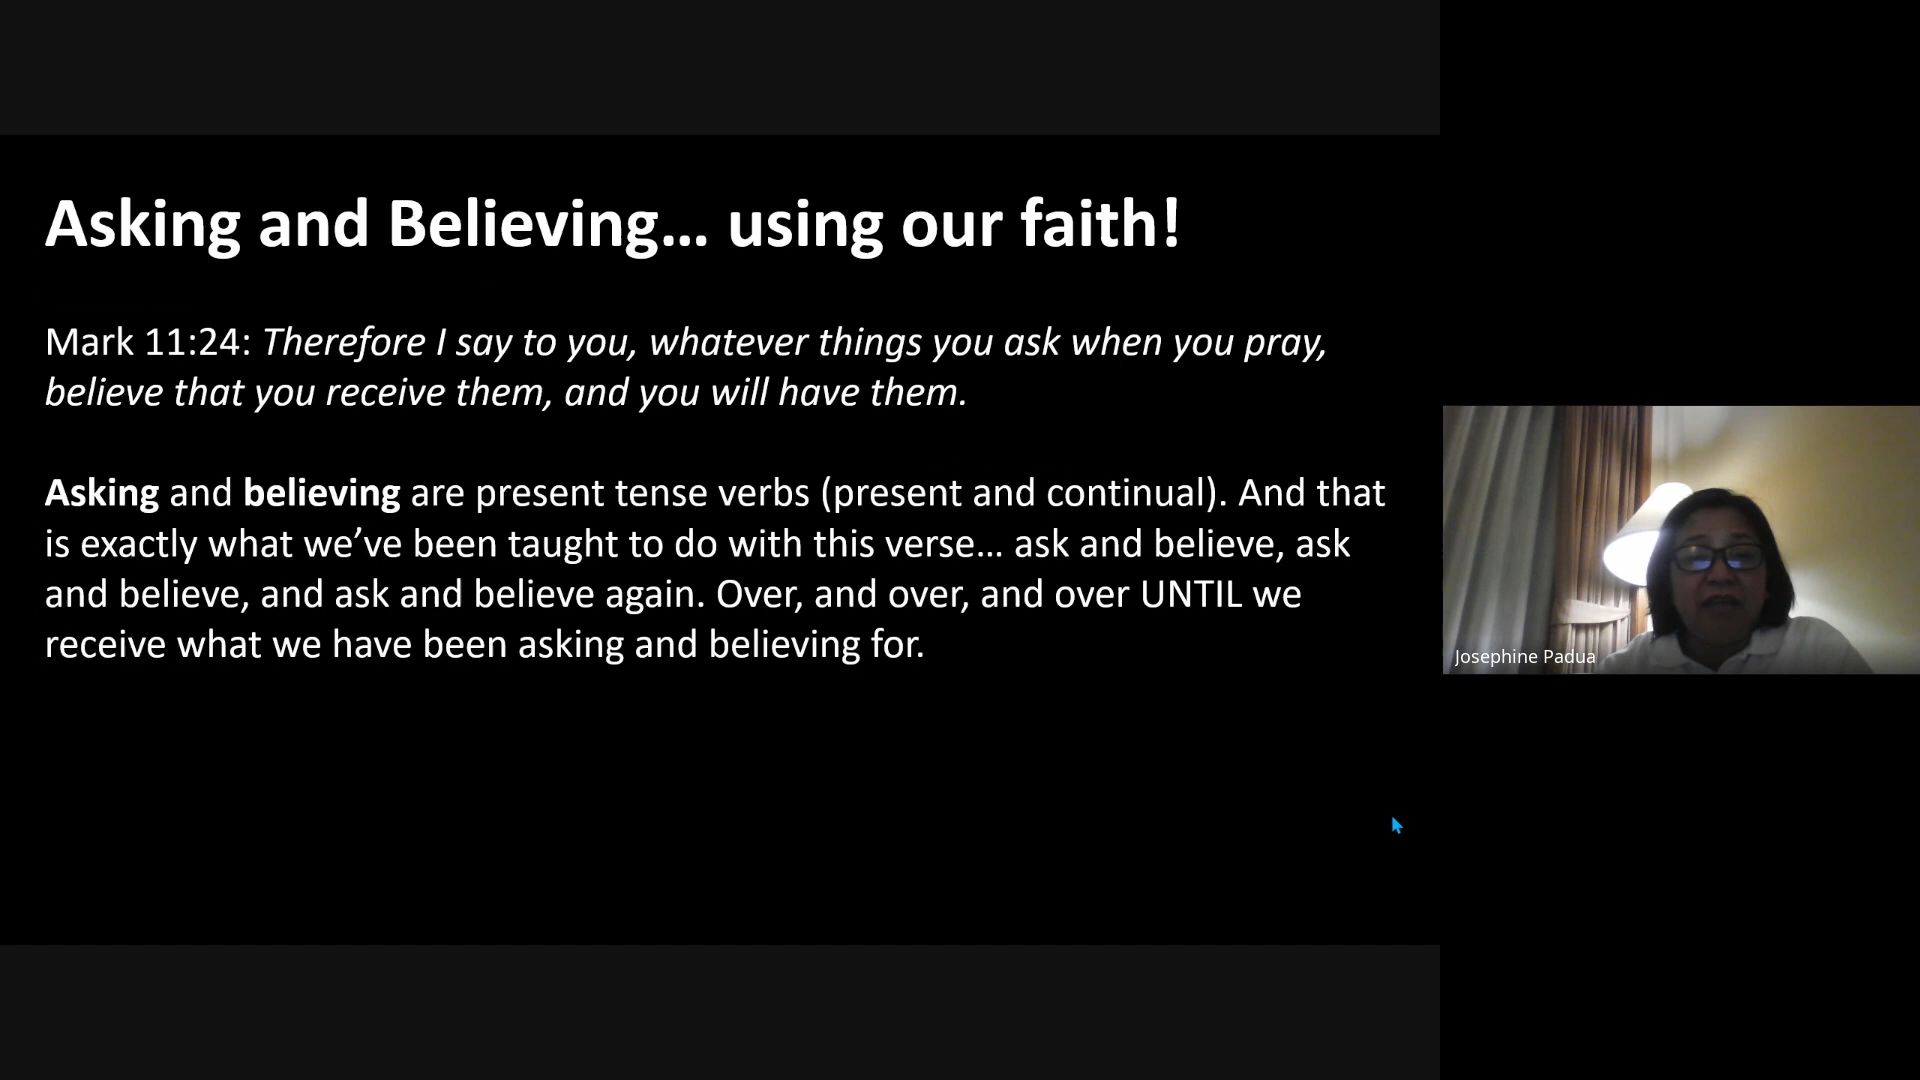 Asking and Believing... using our faith!
Mark 11:24: Therefore I say to you, whatever things you ask when you pray,
believe that you receive them, and you will have them.
Asking and believing are present tense verbs (present and continual). And that
is exactly what we’ve been taught to do with this verse... ask and believe, ask
and believe, and ask and believe again. Over, and over, and over UNTIL we
receive what we have been asking and believing for.
Josephine Padua